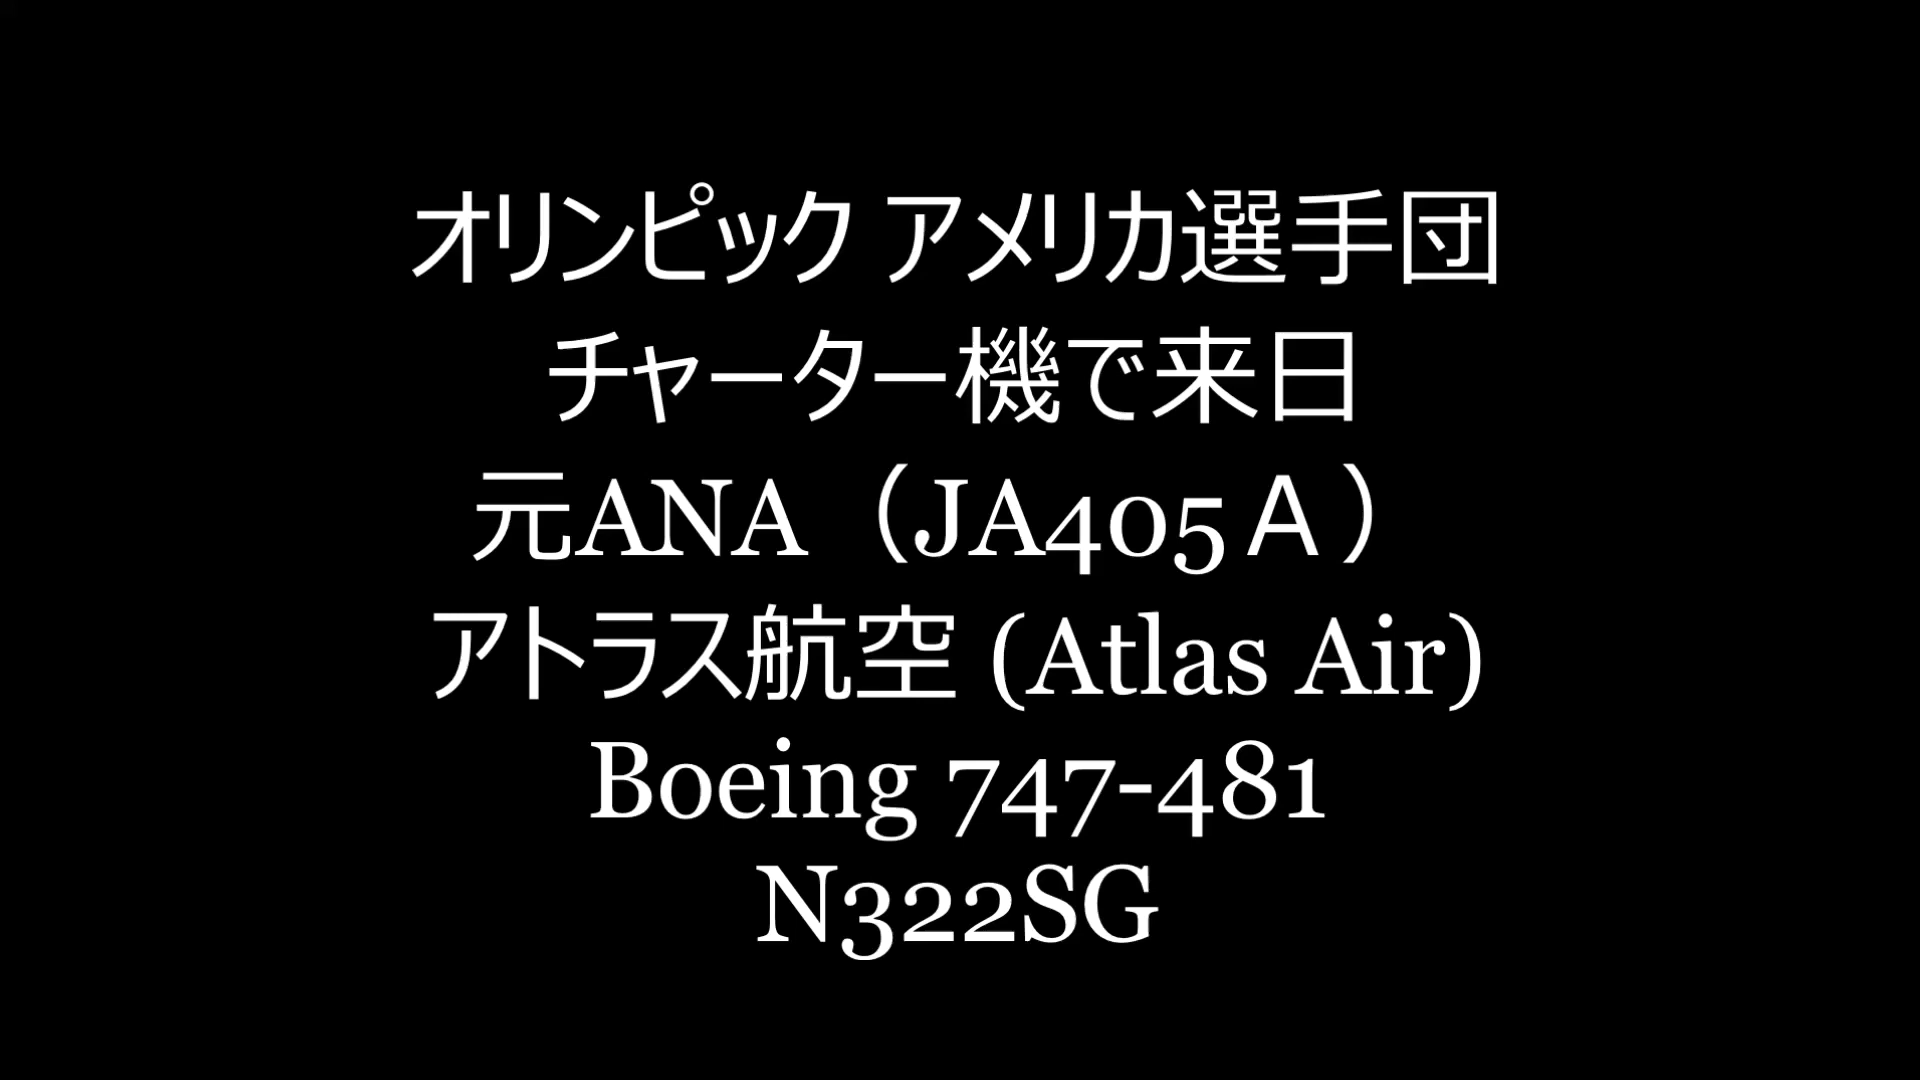 オリンピック アメリカ選手団
チャーター機で来日
元ANA（JA405Ａ）
アトラス航空 (Atlas Air)
Boeing 747-481
N322SG